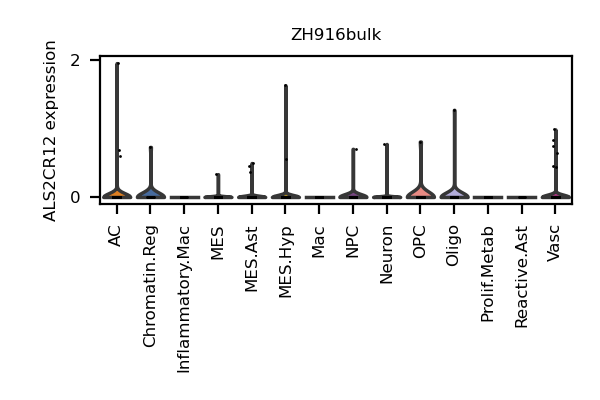 ZH916bulk
ALS2CR12 expression
2
0
AC
Chromatin.Reg
Inflammatory.Mac
MES
MES.Ast
MES.Hyp
Mac
NPC
Neuron
OPC
Oligo
Prolif.Metab
Reactive.Ast
Vasc